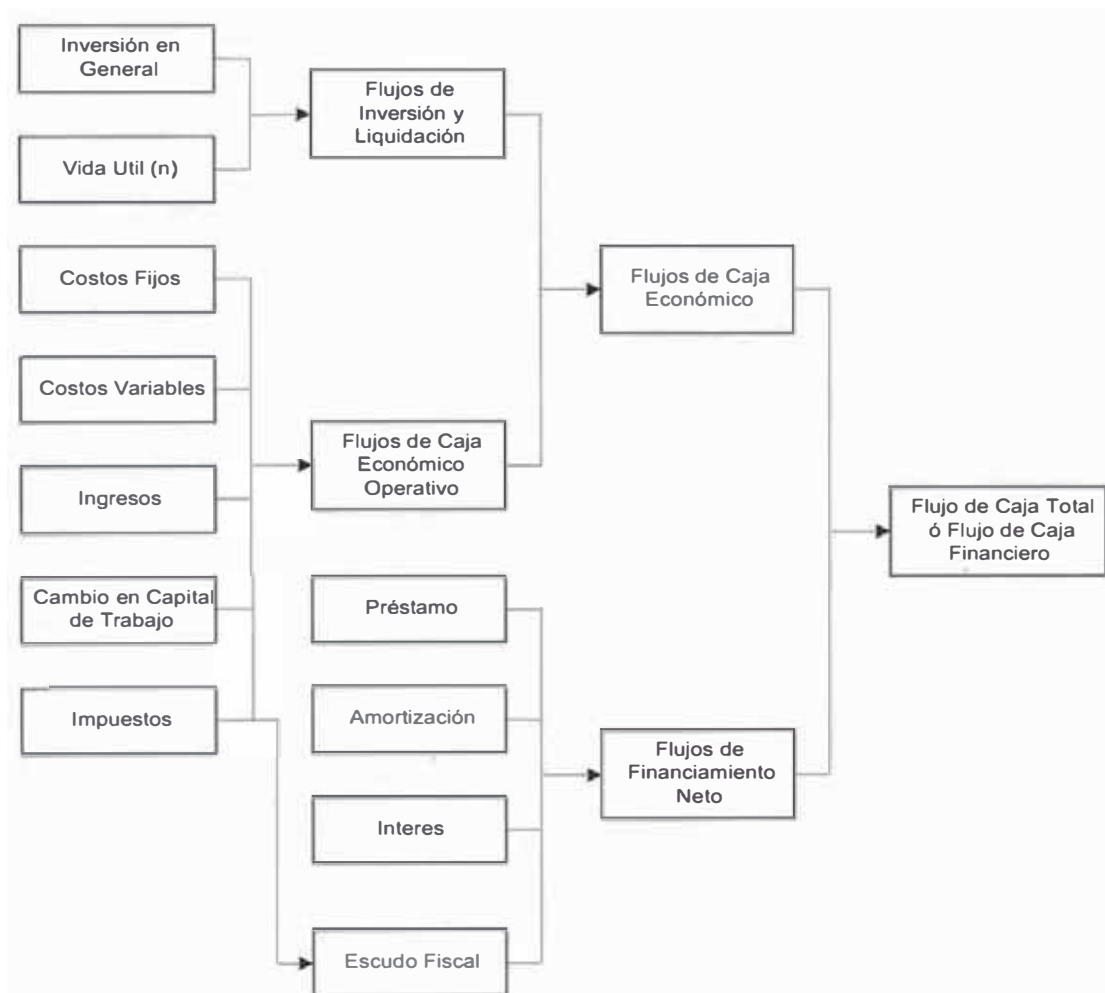 Inversión en
General
Vida Util (n)
Costos Fijos
Costos Variables
Ingresos
Cambio en Capital
de Trabajo
Impuestos
Flujos de
Inversión y
Liquidación
Flujos de Caja
Económico
Operativo
Préstamo
Amortización
Interes
Escudo Fiscal
Flujos de Caja
Económico
Flujos de
Financiamiento
Neto
Flujo de Caja Total
ó Flujo de Caja
Financiero